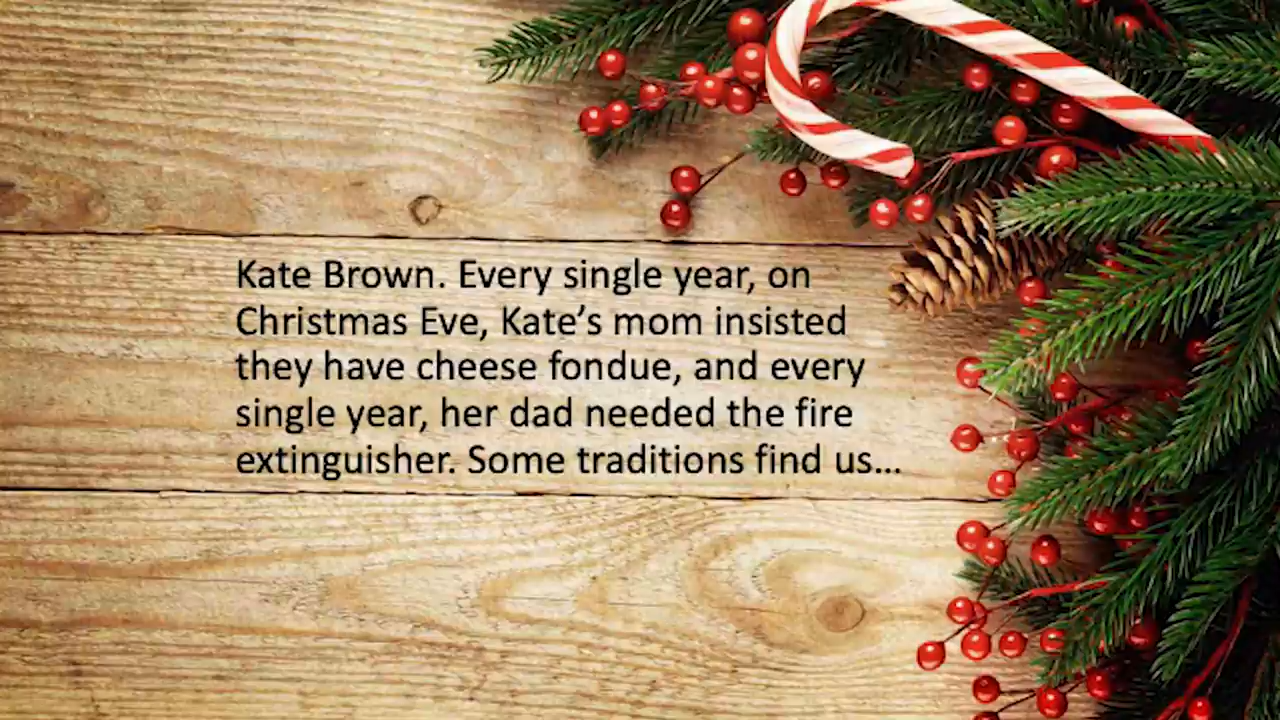 Kate Brown. Every single year, on
Christmas Eve, Kate’s mom insisted
they have cheese fondue, and every
single year, her dad needed the fire
extinguisher. Some traditions find us…